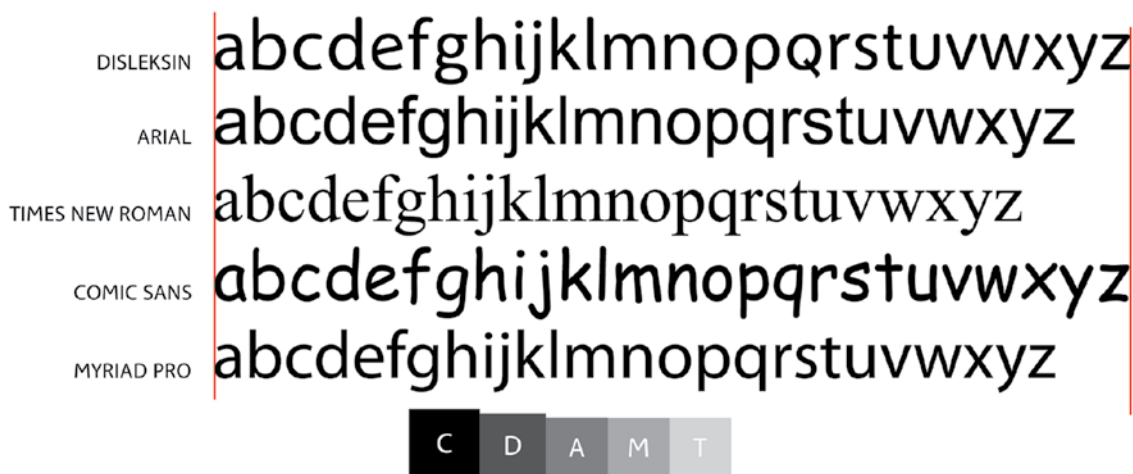 DISLEKSIN abcdefghijklmnopQrstuvwxyz
ARIAL abcdefghijklmnopqrstuvwxyz
TIMES NEW ROMAN abcdefghijklmnopqrstuvwxyz
COMIC SANS abcdefghijklmnopqrstuvwxyz
MYRIAD PRO abcdefghijklmnopqrstuvwxyz
C D A M T